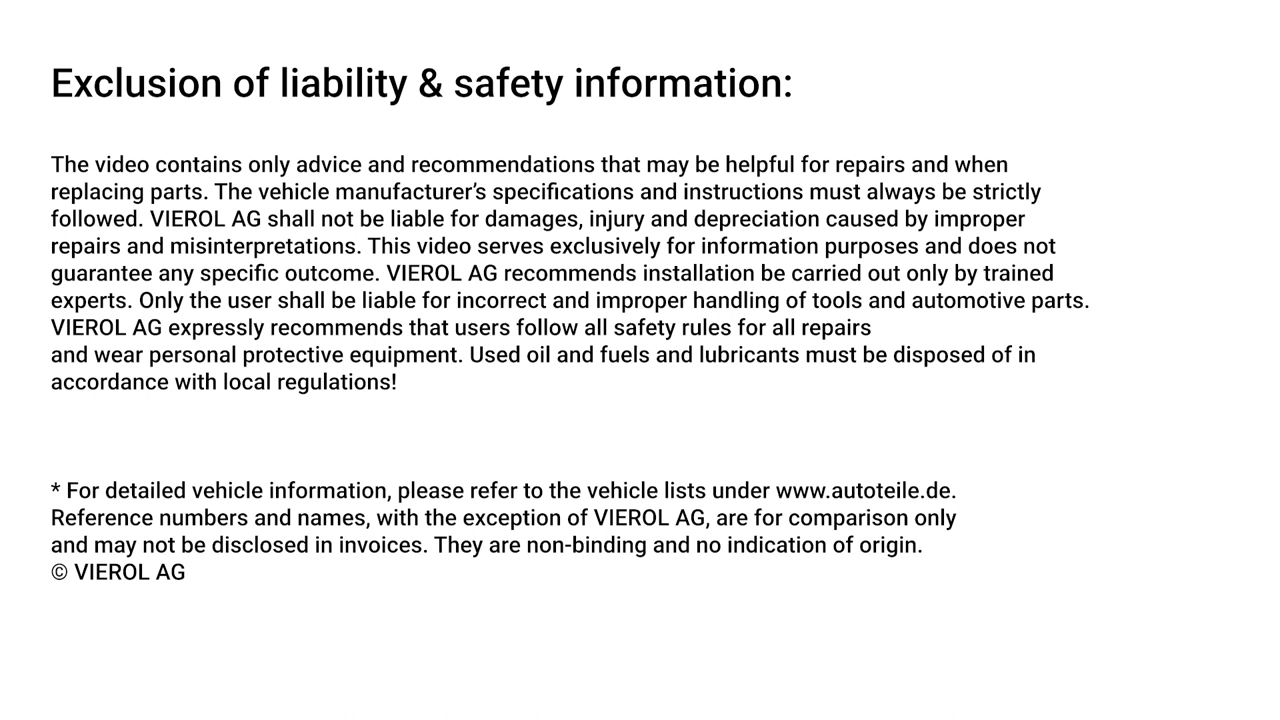 Exclusion of liability & safety information:
The video contains only advice and recommendations that may be helpful for repairs and when
replacing parts. The vehicle manufacturer’s specifications and instructions must always be strictly
followed. VIEROL AG shall not be liable for damages, injury and depreciation caused by improper
repairs and misinterpretations. This video serves exclusively for information purposes and does not
guarantee any specific outcome. VIEROL AG recommends installation be carried out only by trained
experts. Only the user shall be liable for incorrect and improper handling of tools and automotive parts.
VIEROL AG expressly recommends that users follow all safety rules for all repairs
and wear personal protective equipment. Used oil and fuels and lubricants must be disposed of in
accordance with local regulations!
* For detailed vehicle information, please refer to the vehicle lists under www.autoteile.de.
Reference numbers and names, with the exception of VIEROL AG, are for comparison only
and may not be disclosed in invoices. They are non-binding and no indication of origin.
© VIEROL AG